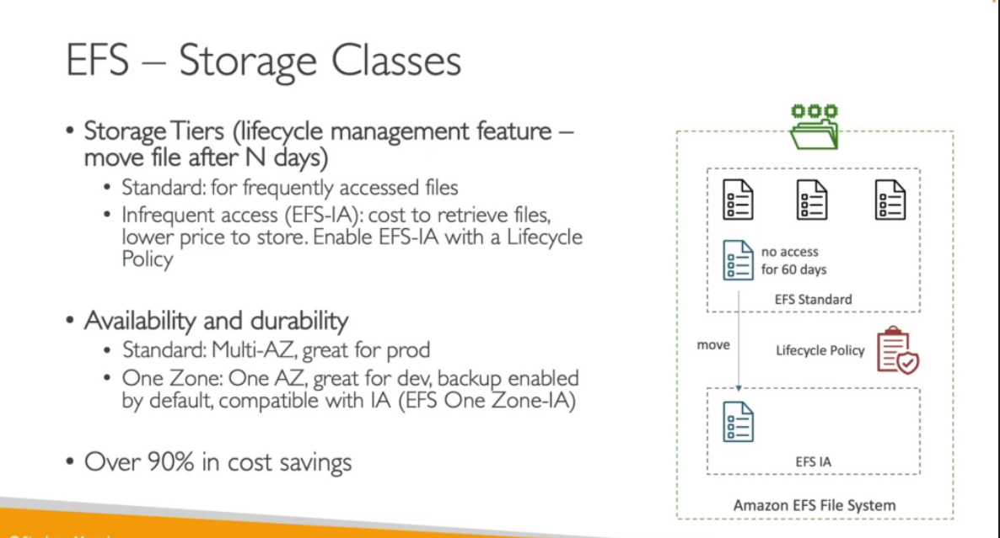 EFS – Storage Classes
• Storage Tiers (lifecycle management feature –
move file after N days)
• Standard: for frequently accessed files
• Infrequent access (EFS-IA): cost to retrieve files,
lower price to store. Enable EFS-IA with a Lifecycle
Policy
• Availability and durability
• Standard: Multi-AZ, great for prod
• One Zone: One AZ, great for dev, backup enabled
by default, compatible with IA (EFS One Zone-IA)
• Over 90% in cost savings
no access
for 60 days
EFS Standard
move
Lifecycle Policy
EFS IA
Amazon EFS File System